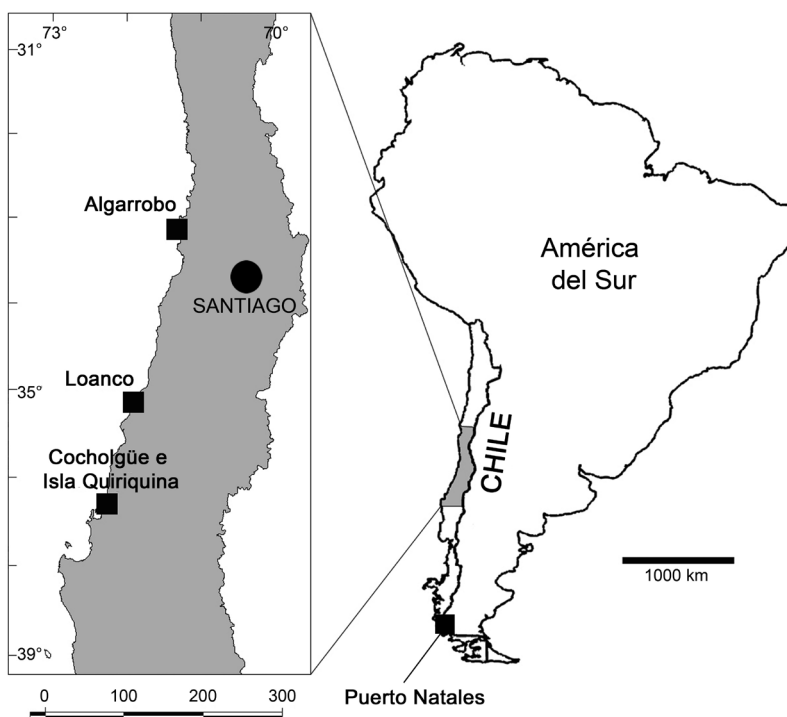 73°
70°
31°
Algarrobo
SANTIAGO
Loanco
35°
Cocholgüe e
Isla Quiriquina
39°
0 100 200 300
América
del Sur
CHILE
1000 km
Puerto Natales